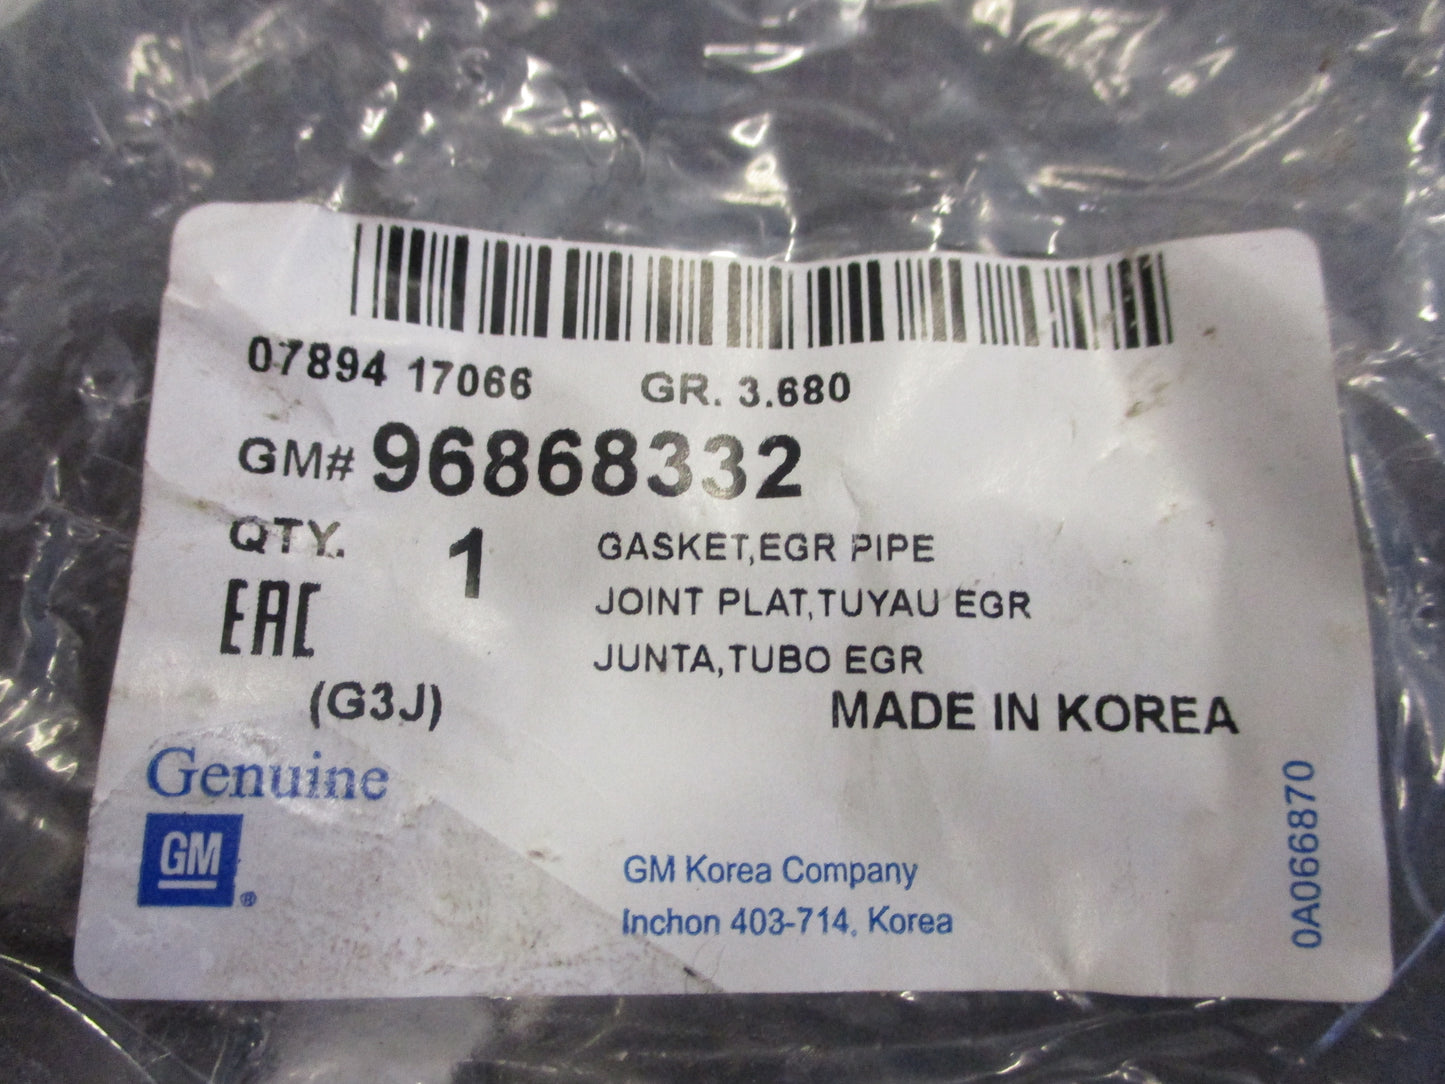 07894 17066 GR. 3.680
GM# 96868332
QTY. 1
GASKET,EGR PIPE
JOINT PLAT,TUYAU EGR
JUNTA,TUBO EGR
EAC
(G3J)
MADE IN KOREA
Genuine
GM ®
GM Korea Company
Inchon 403-714, Korea
0A066870